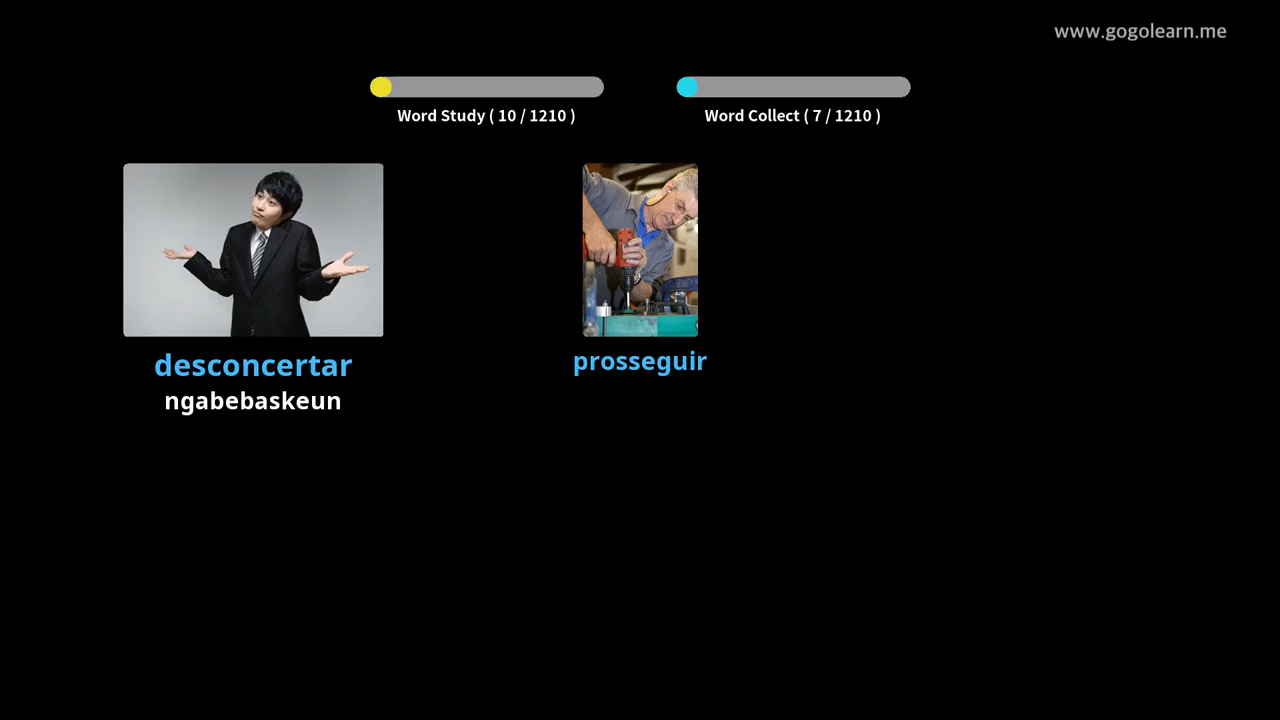 www.gogolearn.me
Word Study ( 10 / 1210 )
Word Collect ( 7 / 1210 )
desconcertar
ngabebaskeun
prosseguir